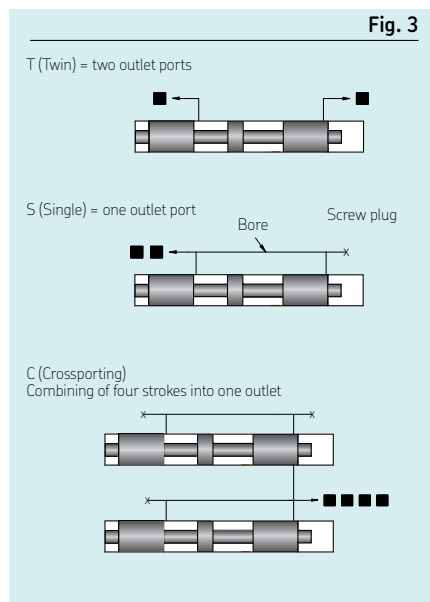 Fig. 3
T (Twin) = two outlet ports
S (Single) = one outlet port
Bore
Screw plug
x
C (Crossporting)
Combining of four strokes into one outlet
x x
x